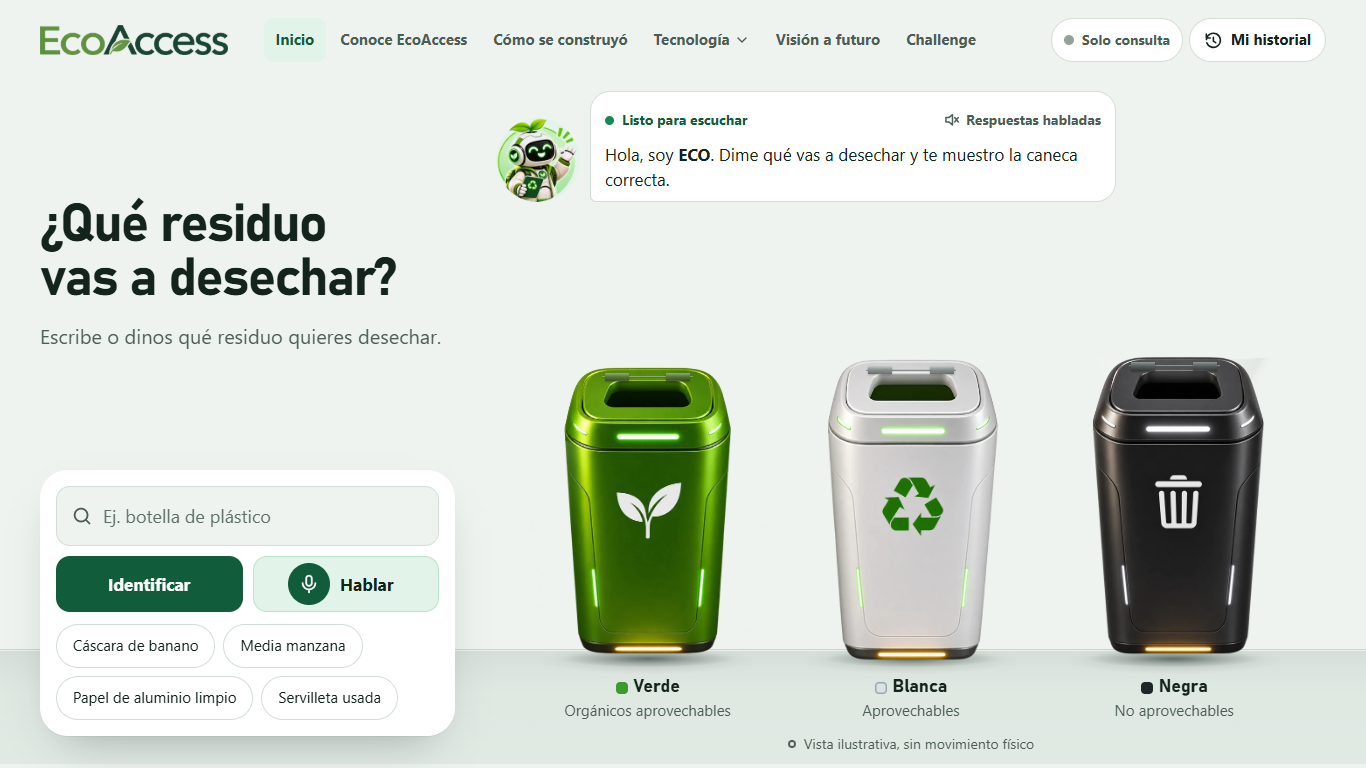 EcoAccess
Inicio
Conoce EcoAccess
Cómo se construyó
Tecnología
Visión a futuro
Challenge
Solo consulta
Mi historial
Listo para escuchar
Respuestas habladas
Hola, soy ECO. Dime qué vas a desechar y te muestro la caneca
correcta.
¿Qué residuo
vas a desechar?
Escribe o dinos qué residuo quieres desechar.
Ej. botella de plástico
Identificar
Hablar
Cáscara de banano
Media manzana
Papel de aluminio limpio
Servilleta usada
Verde
Orgánicos aprovechables
Blanca
Aprovechables
Negra
No aprovechables
Vista ilustrativa, sin movimiento físico